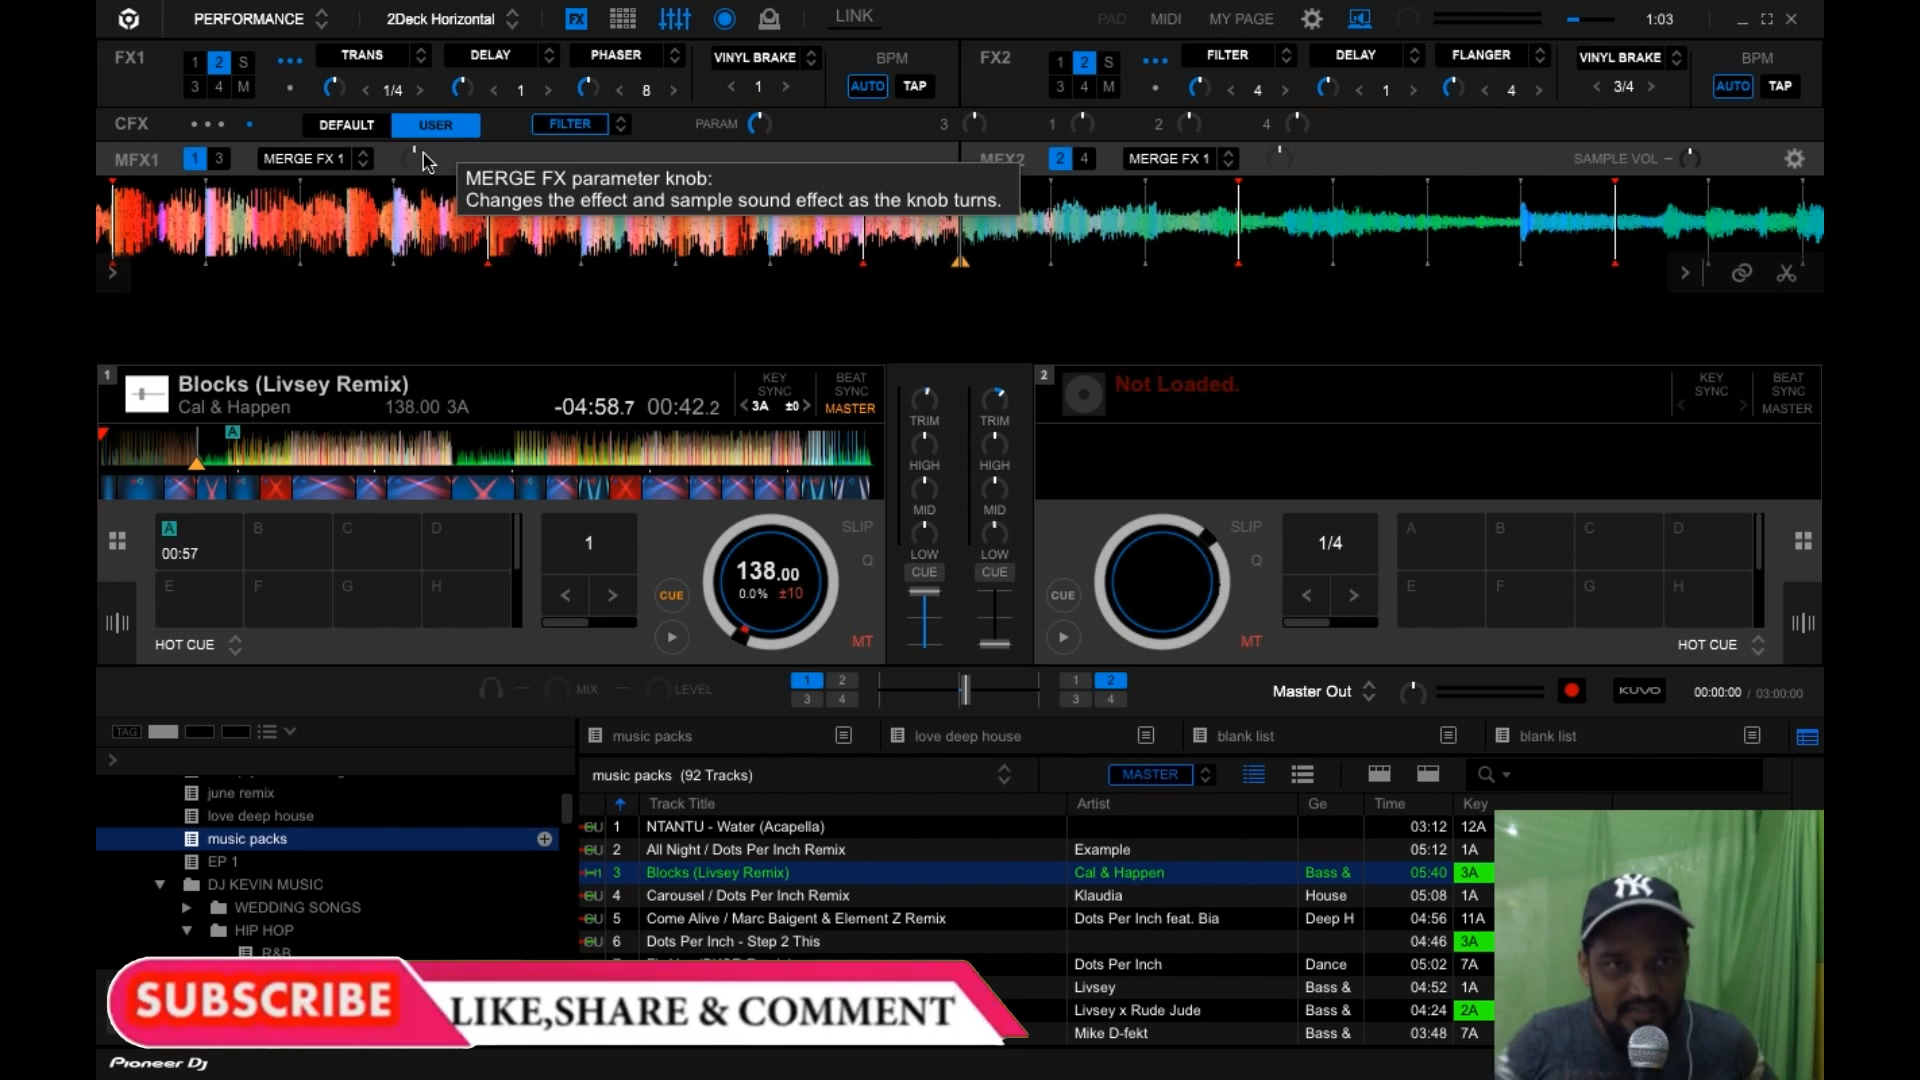 PERFORMANCE 2Deck Horizontal FX LINK PAD MIDI MY PAGE 1:03
FX1 1 2 S 3 4 M TRANS 1/4 DELAY 1 PHASER 8 VINYL BRAKE 1 BPM AUTO TAP
FX2 1 2 S 3 4 M FILTER 4 DELAY 1 FLANGER 4 VINYL BRAKE 3/4 BPM AUTO TAP
CFX DEFAULT USER FILTER PARAM 3 1 2 4
MFX1 1 3 MERGE FX 1 MFX2 2 4 MERGE FX 1 SAMPLE VOL
MERGE FX parameter knob:
Changes the effect and sample sound effect as the knob turns.
1 Blocks (Livsey Remix)
Cal & Happen 138.00 3A -04:58.7 00:42.2
KEY SYNC 3A ±0 BEAT SYNC MASTER
A
2 Not Loaded.
KEY SYNC BEAT SYNC MASTER
TRIM TRIM
HIGH HIGH
MID MID
LOW LOW
CUE CUE
A 00:57 B C D
E F G H
HOT CUE
1
CUE
138.00
0.0% ±10
SLIP
Q
MT
CUE
SLIP
Q
MT
1/4
A B C D
E F G H
HOT CUE
MIX LEVEL 1 2 3 4 1 2 3 4 Master Out KUVO 00:00:00 / 03:00:00
TAG music packs love deep house blank list blank list
june remix
love deep house
music packs
EP 1
DJ KEVIN MUSIC
WEDDING SONGS
HIP HOP
R&B
music packs (92 Tracks) MASTER
Track Title Artist Ge Time Key
1 NTANTU - Water (Acapella) 03:12 12A
2 All Night / Dots Per Inch Remix Example 05:12 1A
3 Blocks (Livsey Remix) Cal & Happen Bass & 05:40 3A
4 Carousel / Dots Per Inch Remix Klaudia House 05:08 1A
5 Come Alive / Marc Baigent & Element Z Remix Dots Per Inch feat. Bia Deep H 04:56 11A
6 Dots Per Inch - Step 2 This 04:46 3A
Dots Per Inch Dance 05:02 7A
Livsey Bass & 04:52 1A
Livsey x Rude Jude Bass & 04:24 2A
Mike D-fekt Bass & 03:48 7A
SUBSCRIBE
LIKE,SHARE & COMMENT
Pioneer Dj